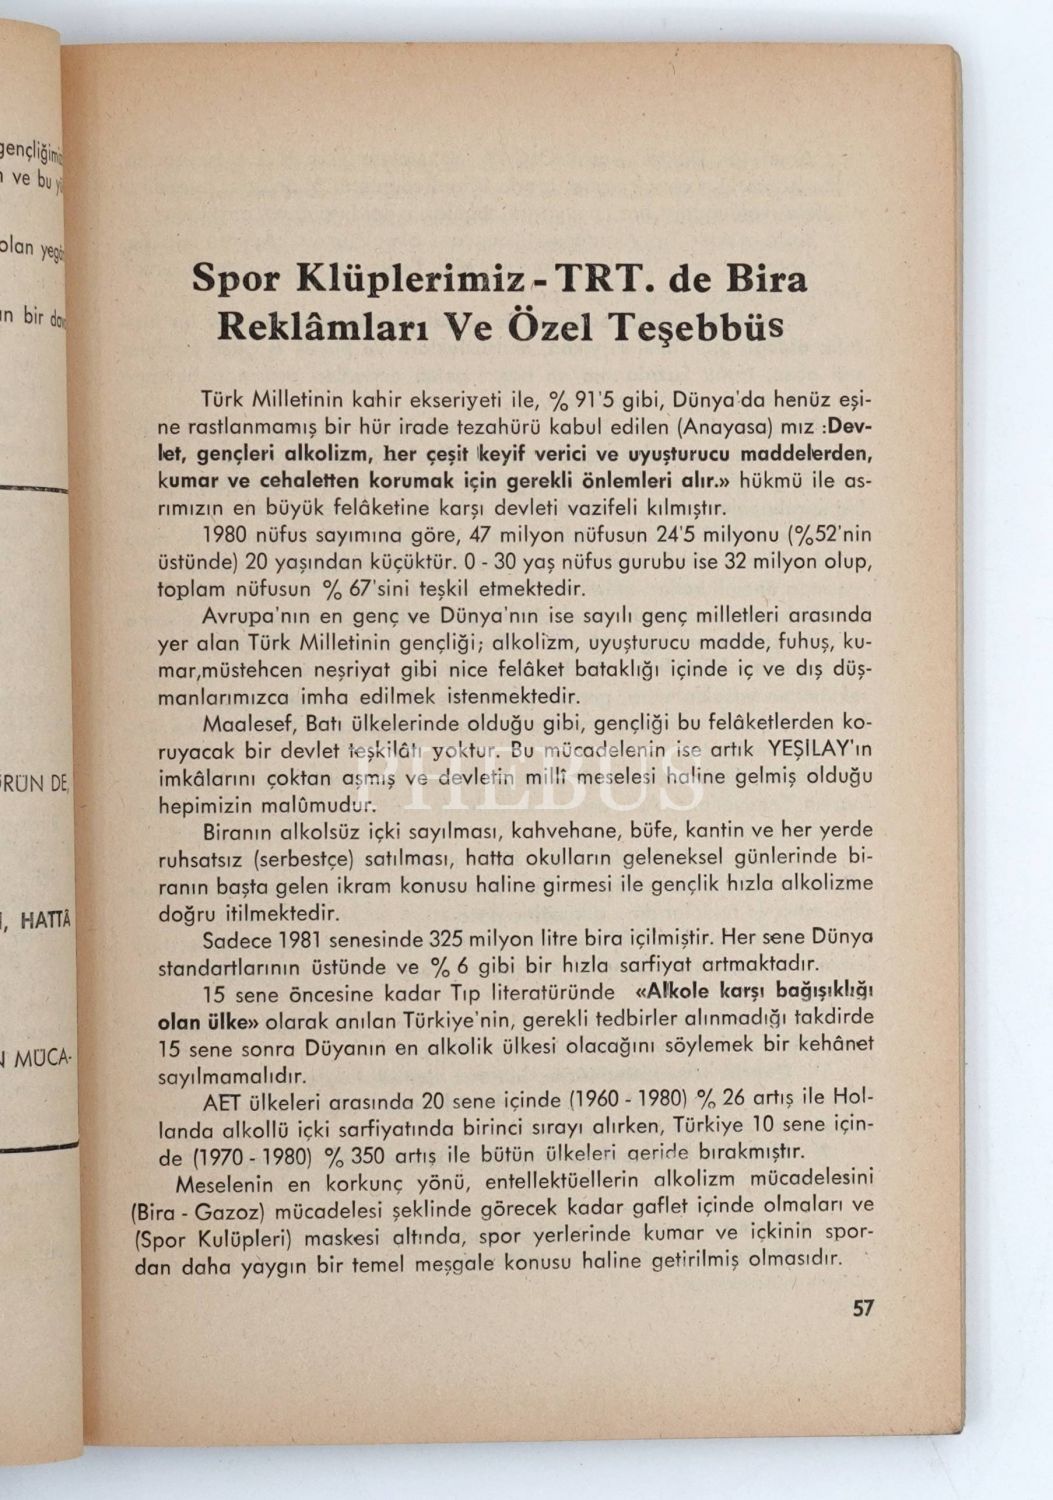 gençliğimiz
ve bu
olan
bir
Spor Klüplerimiz - TRT. de Bira
Reklâmları Ve Özel Teşebbüs
Türk Milletinin kahir ekseriyeti ile, % 91'5 gibi, Dünya'da henüz eşi-
ne rastlanmamış bir hür irade tezahürü kabul edilen (Anayasa) mız :Dev-
let, gençleri alkolizm, her çeşit keyif verici ve uyuşturucu maddelerden,
kumar ve cehaletten korumak için gerekli önlemleri alır.» hükmü ile as-
rımızın en büyük felâketine karşı devleti vazifeli kılmıştır.
1980 nüfus sayımına göre, 47 milyon nüfusun 24'5 milyonu (%52'nin
üstünde) 20 yaşından küçüktür. 0 - 30 yaş nüfus gurubu ise 32 milyon olup,
toplam nüfusun % 67'sini teşkil etmektedir.
Avrupa'nın en genç ve Dünya'nın ise sayılı genç milletleri arasında
yer alan Türk Milletinin gençliği; alkolizm, uyuşturucu madde, fuhuş, ku-
mar,müstehcen neşriyat gibi nice felâket bataklığı içinde iç ve dış düş-
manlarımızca imha edilmek istenmektedir.
Maalesef, Batı ülkelerinde olduğu gibi, gençliği bu felâketlerden ko-
ruyacak bir devlet teşkilâtı yoktur. Bu mücadelenin ise artık YEŞİLAY'ın
imkâlarını çoktan aşmış ve devletin millî meselesi haline gelmiş olduğu
hepimizin malûmudur.
PHEBUS
Biranın alkolsüz içki sayılması, kahvehane, büfe, kantin ve her yerde
ruhsatsız (serbestçe) satılması, hatta okulların geleneksel günlerinde bi-
ranın başta gelen ikram konusu haline girmesi ile gençlik hızla alkolizme
doğru itilmektedir.
Sadece 1981 senesinde 325 milyon litre bira içilmiştir. Her sene Dünya
standartlarının üstünde ve % 6 gibi bir hızla sarfiyat artmaktadır.
15 sene öncesine kadar Tıp literatüründe «Alkole karşı bağışıklığı
olan ülke» olarak anılan Türkiye'nin, gerekli tedbirler alınmadığı takdirde
15 sene sonra Düyanın en alkolik ülkesi olacağını söylemek bir kehânet
sayılmamalıdır.
AET ülkeleri arasında 20 sene içinde (1960 - 1980) % 26 artış ile Hol-
landa alkollü içki sarfiyatında birinci sırayı alırken, Türkiye 10 sene için-
de (1970 - 1980) % 350 artış ile bütün ülkeleri geride bırakmıştır.
Meselenin en korkunç yönü, entellektüellerin alkolizm mücadelesini
(Bira - Gazoz) mücadelesi şeklinde görecek kadar gaflet içinde olmaları ve
(Spor Kulüpleri) maskesi altında, spor yerlerinde kumar ve içkinin spor-
dan daha yaygın bir temel meşgale konusu haline getirilmiş olmasıdır.
57
DE,
HATTÂ
MÜCA-